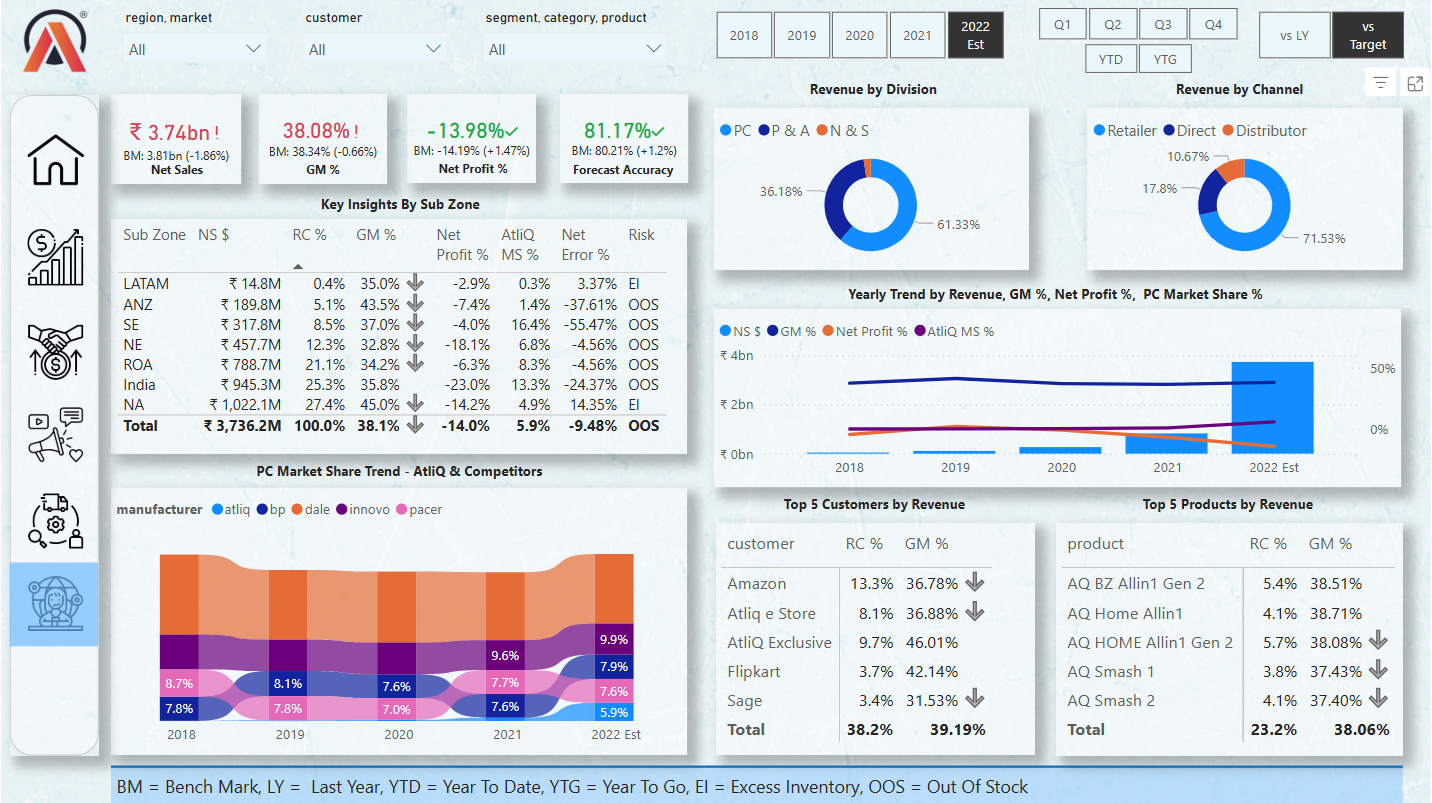 region, market
customer
segment, category, product
All
All
All
2018
2019
2020
2021
2022
Est
Q1
Q2
Q3
Q4
YTD
YTG
vs LY
vs
Target
®
₹ 3.74bn !
BM: 3.81bn (-1.86%)
Net Sales
38.08% !
BM: 38.34% (-0.66%)
GM %
-13.98%✓
BM: -14.19% (+1.47%)
Net Profit %
81.17%✓
BM: 80.21% (+1.2%)
Forecast Accuracy
Revenue by Division
PC P & A N & S
36.18%
61.33%
Revenue by Channel
Retailer Direct Distributor
10.67%
17.8%
71.53%
Key Insights By Sub Zone
Sub Zone NS $ RC % GM % Net Profit % AtliQ MS % Net Error % Risk
LATAM ₹ 14.8M 0.4% 35.0% -2.9% 0.3% 3.37% EI
ANZ ₹ 189.8M 5.1% 43.5% -7.4% 1.4% -37.61% OOS
SE ₹ 317.8M 8.5% 37.0% -4.0% 16.4% -55.47% OOS
NE ₹ 457.7M 12.3% 32.8% -18.1% 6.8% -4.56% OOS
ROA ₹ 788.7M 21.1% 34.2% -6.3% 8.3% -4.56% OOS
India ₹ 945.3M 25.3% 35.8% -23.0% 13.3% -24.37% OOS
NA ₹ 1,022.1M 27.4% 45.0% -14.2% 4.9% 14.35% EI
Total ₹ 3,736.2M 100.0% 38.1% -14.0% 5.9% -9.48% OOS
Yearly Trend by Revenue, GM %, Net Profit %, PC Market Share %
NS $ GM % Net Profit % AtliQ MS %
₹ 4bn
50%
₹ 2bn
0%
₹ 0bn
2018 2019 2020 2021 2022 Est
PC Market Share Trend - AtliQ & Competitors
manufacturer atliq bp dale innovo pacer
9.9%
9.6%
7.9%
8.7% 8.1% 7.6% 7.7% 7.6%
7.8% 7.8% 7.0% 7.6% 5.9%
2018 2019 2020 2021 2022 Est
Top 5 Customers by Revenue
customer RC % GM %
Amazon 13.3% 36.78%
Atliq e Store 8.1% 36.88%
AtliQ Exclusive 9.7% 46.01%
Flipkart 3.7% 42.14%
Sage 3.4% 31.53%
Total 38.2% 39.19%
Top 5 Products by Revenue
product RC % GM %
AQ BZ Allin1 Gen 2 5.4% 38.51%
AQ Home Allin1 4.1% 38.71%
AQ HOME Allin1 Gen 2 5.7% 38.08%
AQ Smash 1 3.8% 37.43%
AQ Smash 2 4.1% 37.40%
Total 23.2% 38.06%
BM = Bench Mark, LY = Last Year, YTD = Year To Date, YTG = Year To Go, EI = Excess Inventory, OOS = Out Of Stock